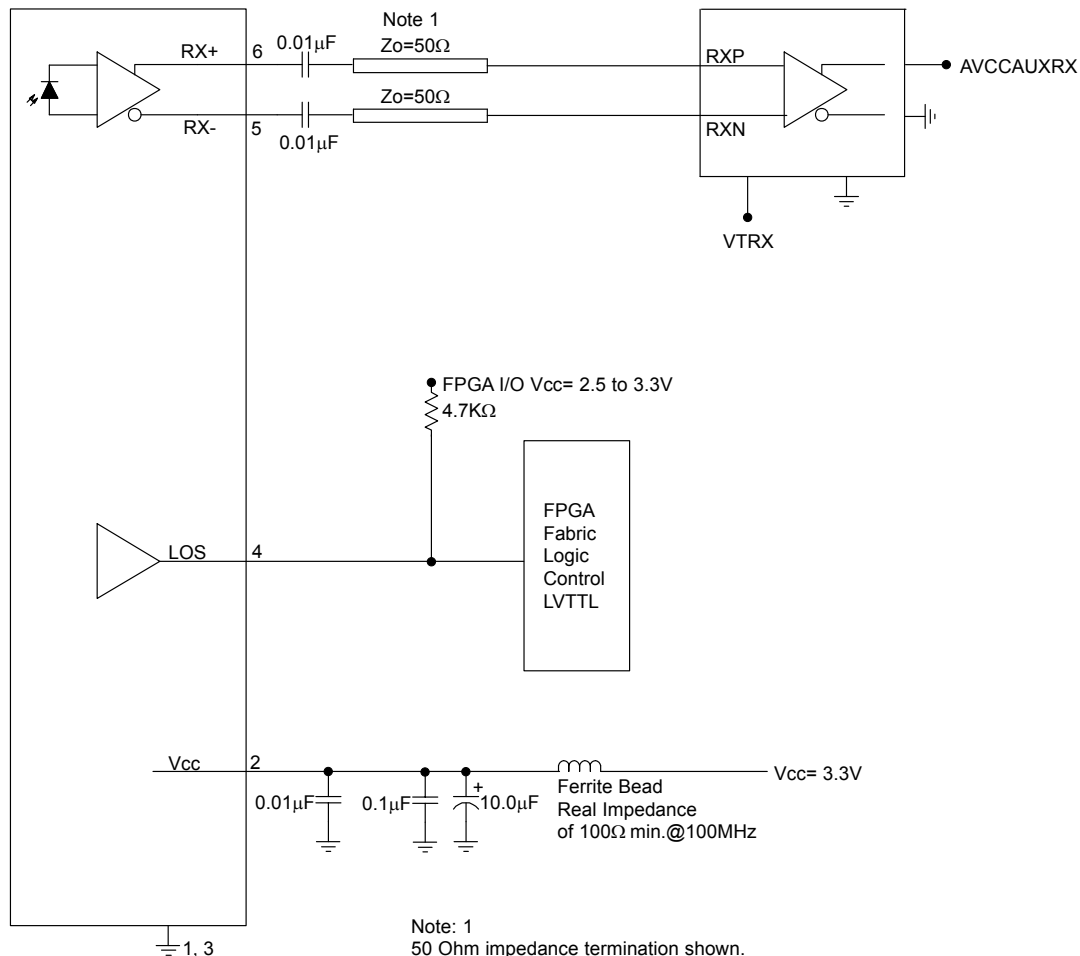 Note 1
0.01μF
Zo=50Ω
RX+
6
RXP
AVCCAUXRX
Zo=50Ω
RX-
5
0.01μF
RXN
VTRX
FPGA I/O Vcc= 2.5 to 3.3V
4.7KΩ
FPGA
Fabric
Logic
Control
LVTTL
LOS
4
Vcc
2
Vcc= 3.3V
0.01μF
0.1μF
+
10.0μF
Ferrite Bead
Real Impedance
of 100Ω min.@100MHz
1, 3
Note: 1
50 Ohm impedance termination shown.